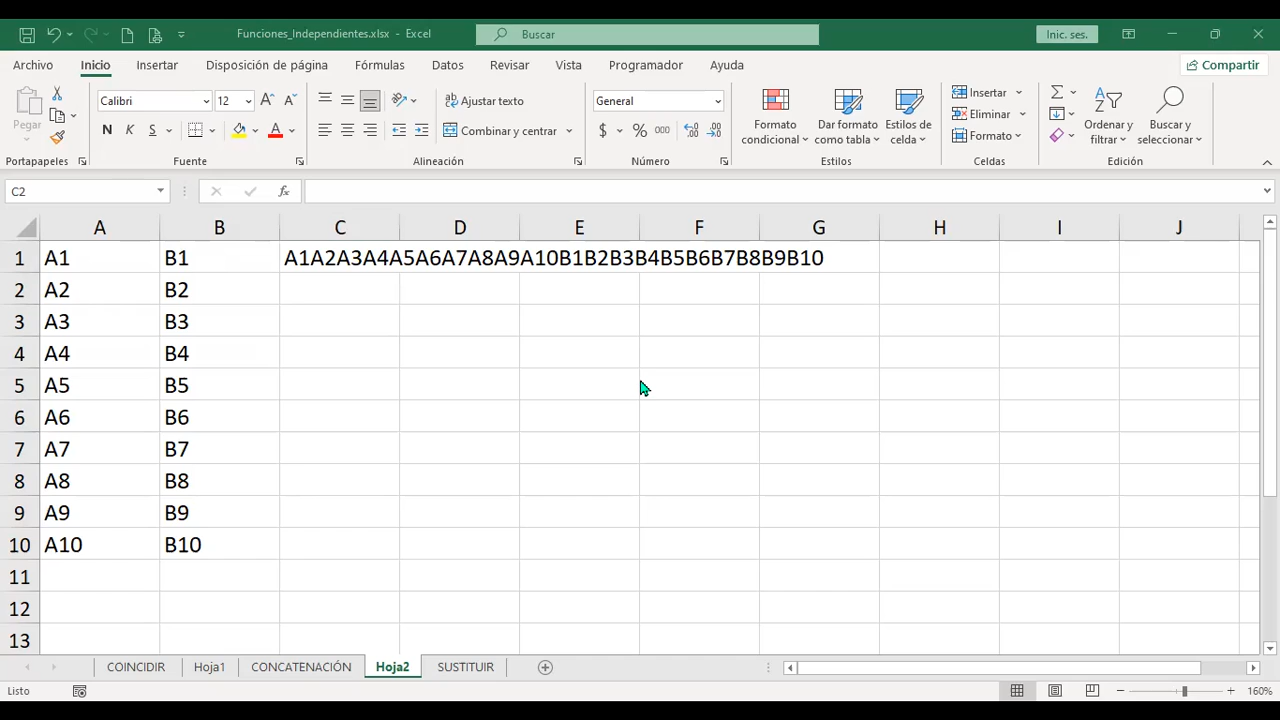 Funciones_Independientes.xlsx - Excel
Buscar
Inic. ses.
Archivo Inicio Insertar Disposición de página Fórmulas Datos Revisar Vista Programador Ayuda Compartir
Pegar
Calibri 12
N K S
Ajustar texto
Combinar y centrar
General
$ % 000
Formato condicional
Dar formato como tabla
Estilos de celda
Insertar
Eliminar
Formato
Ordenar y filtrar
Buscar y seleccionar
Portapapeles Fuente Alineación Número Estilos Celdas Edición
C2 fx
A B C D E F G H I J
1 A1 B1 A1A2A3A4A5A6A7A8A9A10B1B2B3B4B5B6B7B8B9B10
2 A2 B2
3 A3 B3
4 A4 B4
5 A5 B5
6 A6 B6
7 A7 B7
8 A8 B8
9 A9 B9
10 A10 B10
11
12
13
COINCIDIR Hoja1 CONCATENACIÓN Hoja2 SUSTITUIR
Listo 160%